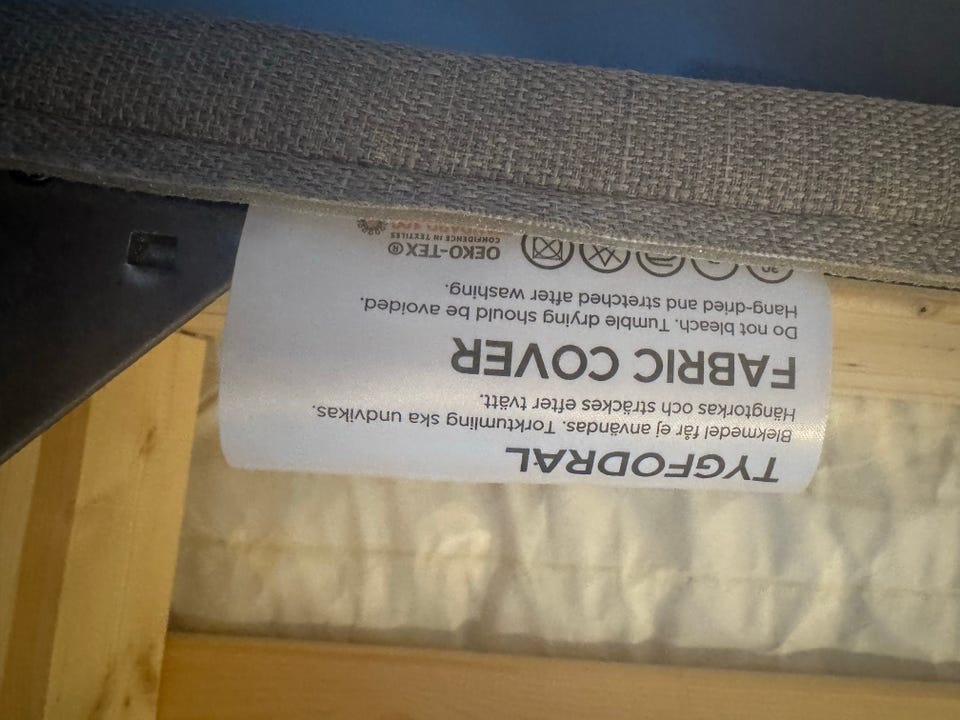 TYGFODRAL
Blekmedel får ej användas. Torktumling ska undvikas.
Hängtorkas och sträckes efter tvätt.
FABRIC COVER
Do not bleach. Tumble drying should be avoided.
Hang-dried and stretched after washing.
30
OEKO-TEX®
CONFIDENCE IN TEXTILES